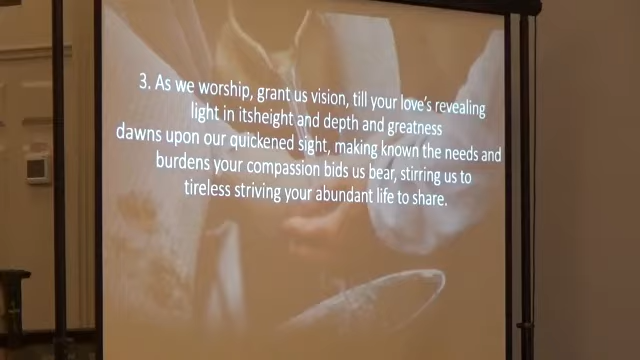 3. As we worship, grant us vision, till your love's revealing
light in itsheight and depth and greatness
dawns upon our quickened sight, making known the needs and
burdens your compassion bids us bear, stirring us to
tireless striving your abundant life to share.